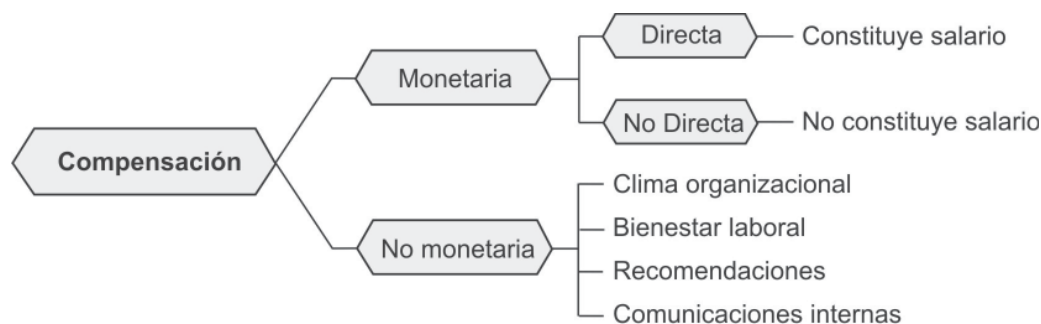 Compensación
Monetaria
Directa
Constituye salario
No Directa
No constituye salario
No monetaria
Clima organizacional
Bienestar laboral
Recomendaciones
Comunicaciones internas